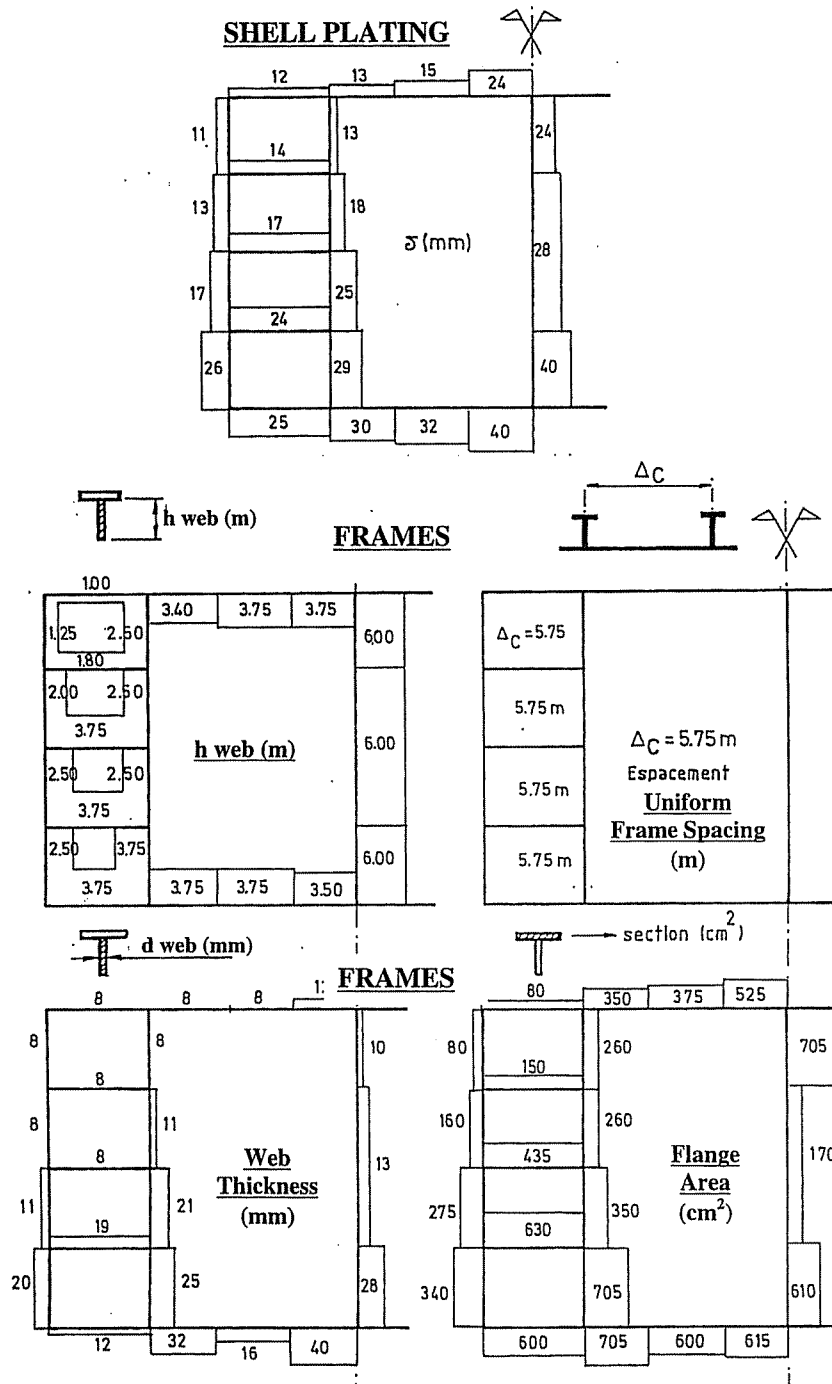 SHELL PLATING
12 13 15 24
11 13 24
14
13 18
17
δ (mm)
28
17 25
24
26 29 40
25 30 32 40
h web (m)
FRAMES
ΔC
1.00
3.40 3.75 3.75
1.25 2.50 6.00
1.80
2.00 2.50
3.75
h web (m) 6.00
2.50 2.50
3.75
2.50 3.75 6.00
3.75 3.75 3.75 3.50
ΔC = 5.75
5.75 m
ΔC = 5.75 m
Espacement
5.75 m
Uniform
Frame Spacing
(m)
5.75 m
d web (mm)
FRAMES
section (cm²)
8 8 8
8 8 10
8
8 11
8
Web
Thickness
(mm)
13
11 21
19
20 25 28
12 32 16 40
80 350 375 525
80 260 705
150
160 260
435
Flange
Area
(cm²)
170
275 350
630
340 705 610
600 705 600 615